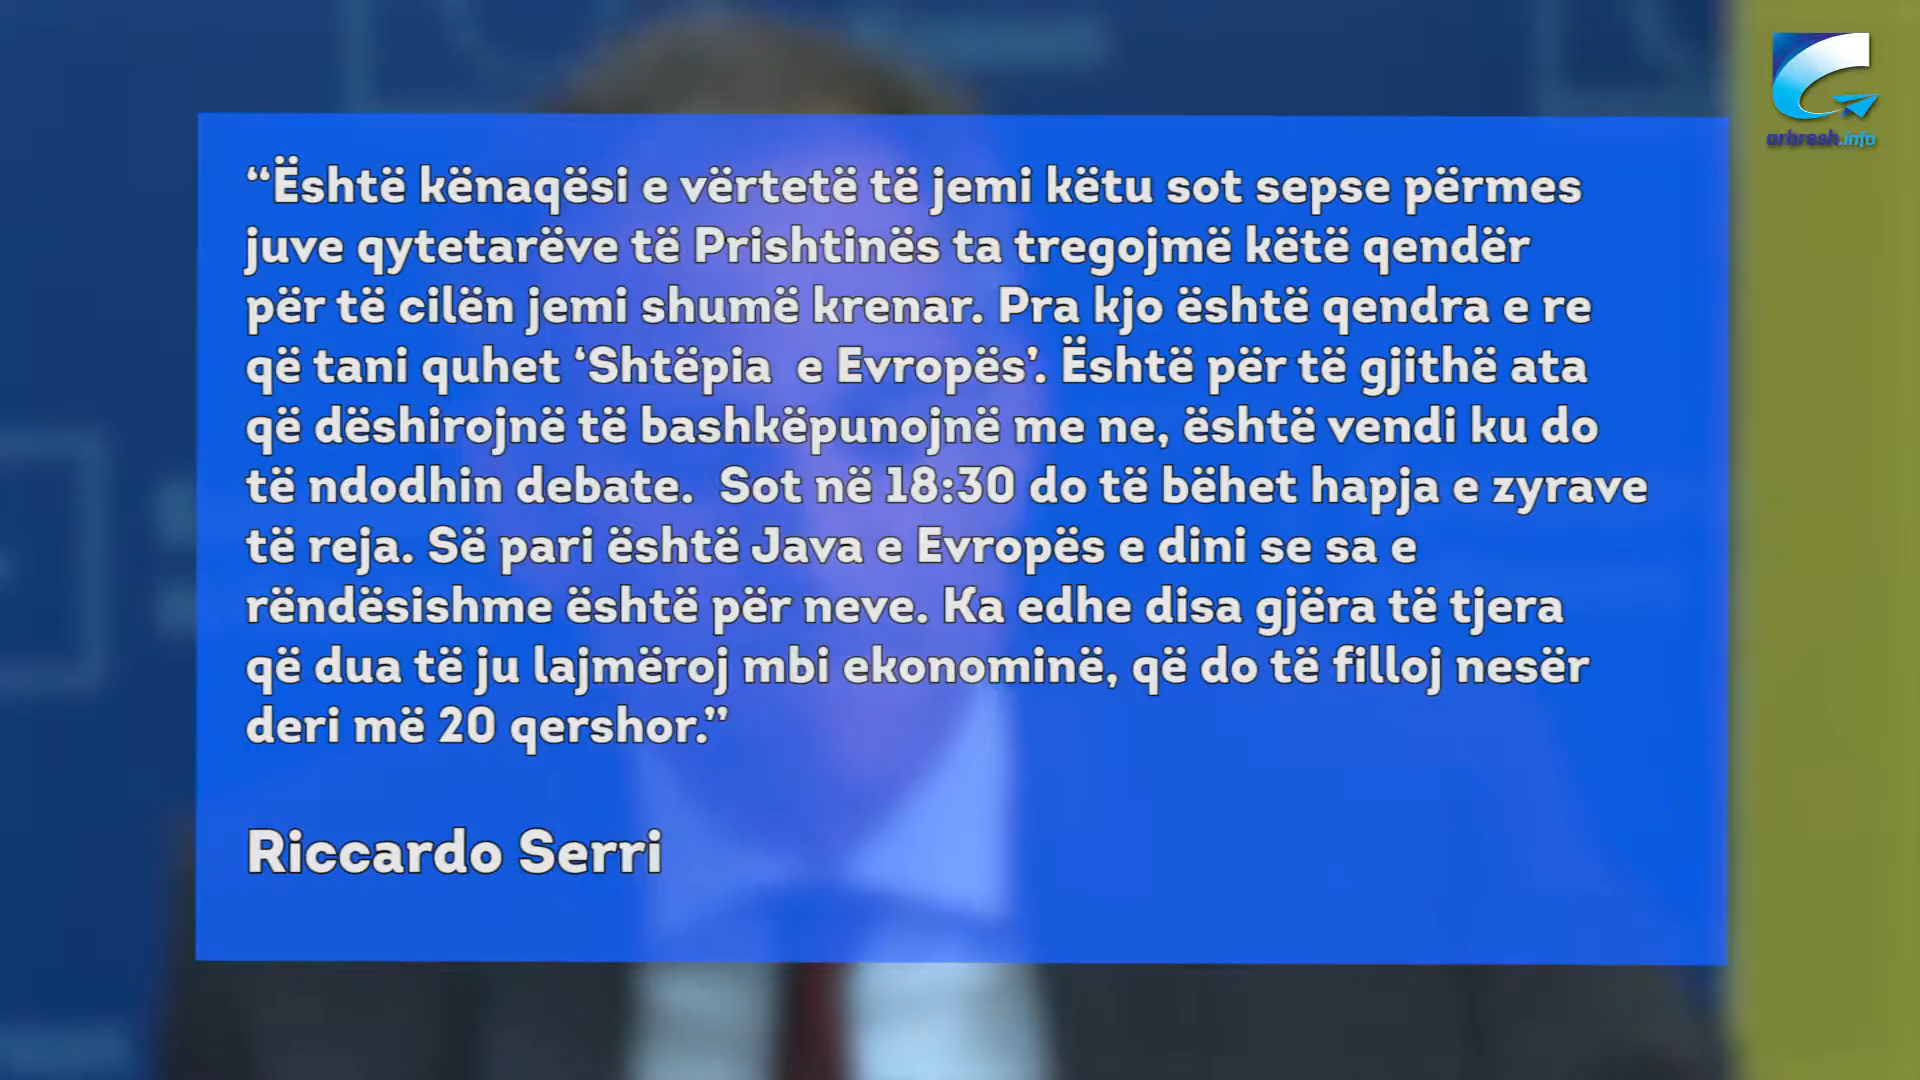 “Është kënaqësi e vërtetë të jemi këtu sot sepse përmes
juve qytetarëve të Prishtinës ta tregojmë këtë qendër
për të cilën jemi shumë krenar. Pra kjo është qendra e re
që tani quhet ‘Shtëpia  e Evropës’. Është për të gjithë ata
që dëshirojnë të bashkëpunojnë me ne, është vendi ku do
të ndodhin debate.  Sot në 18:30 do të bëhet hapja e zyrave
të reja. Së pari është Java e Evropës e dini se sa e
rëndësishme është për neve. Ka edhe disa gjëra të tjera
që dua të ju lajmëroj mbi ekonominë, që do të filloj nesër
deri më 20 qershor.”
Riccardo Serri
arbresh.info